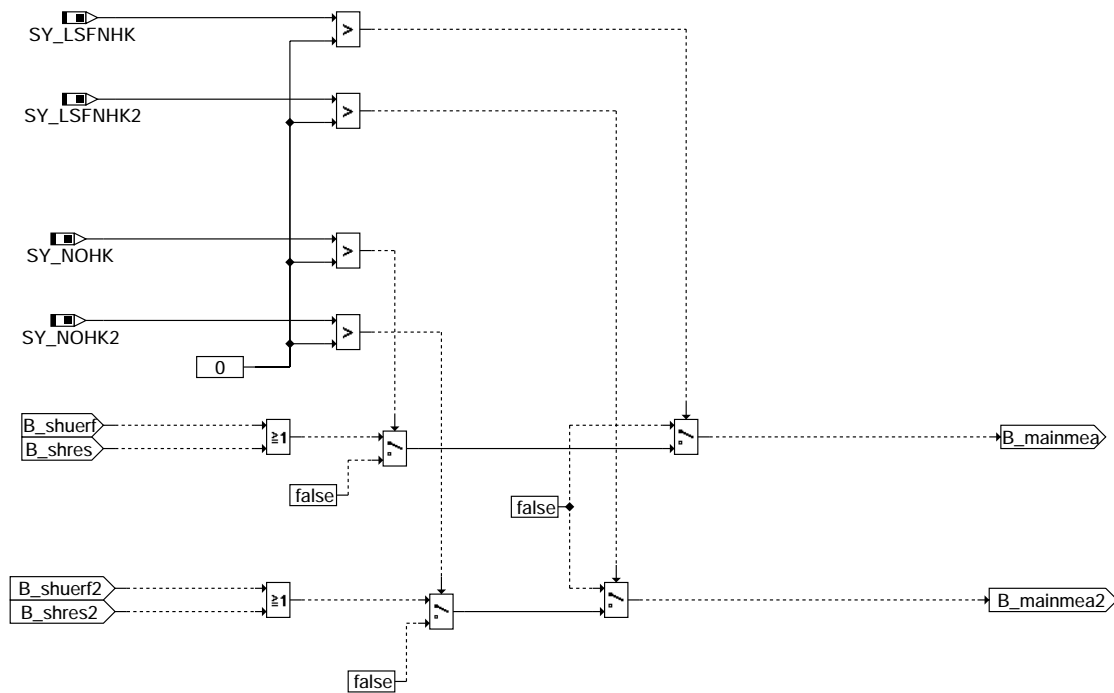 SY_LSFNHK
>
SY_LSFNHK2
>
SY_NOHK
>
SY_NOHK2
>
0
B_shuerf
B_shres
≧1
B_mainmea
false
false
B_shuerf2
B_shres2
≧1
B_mainmea2
false